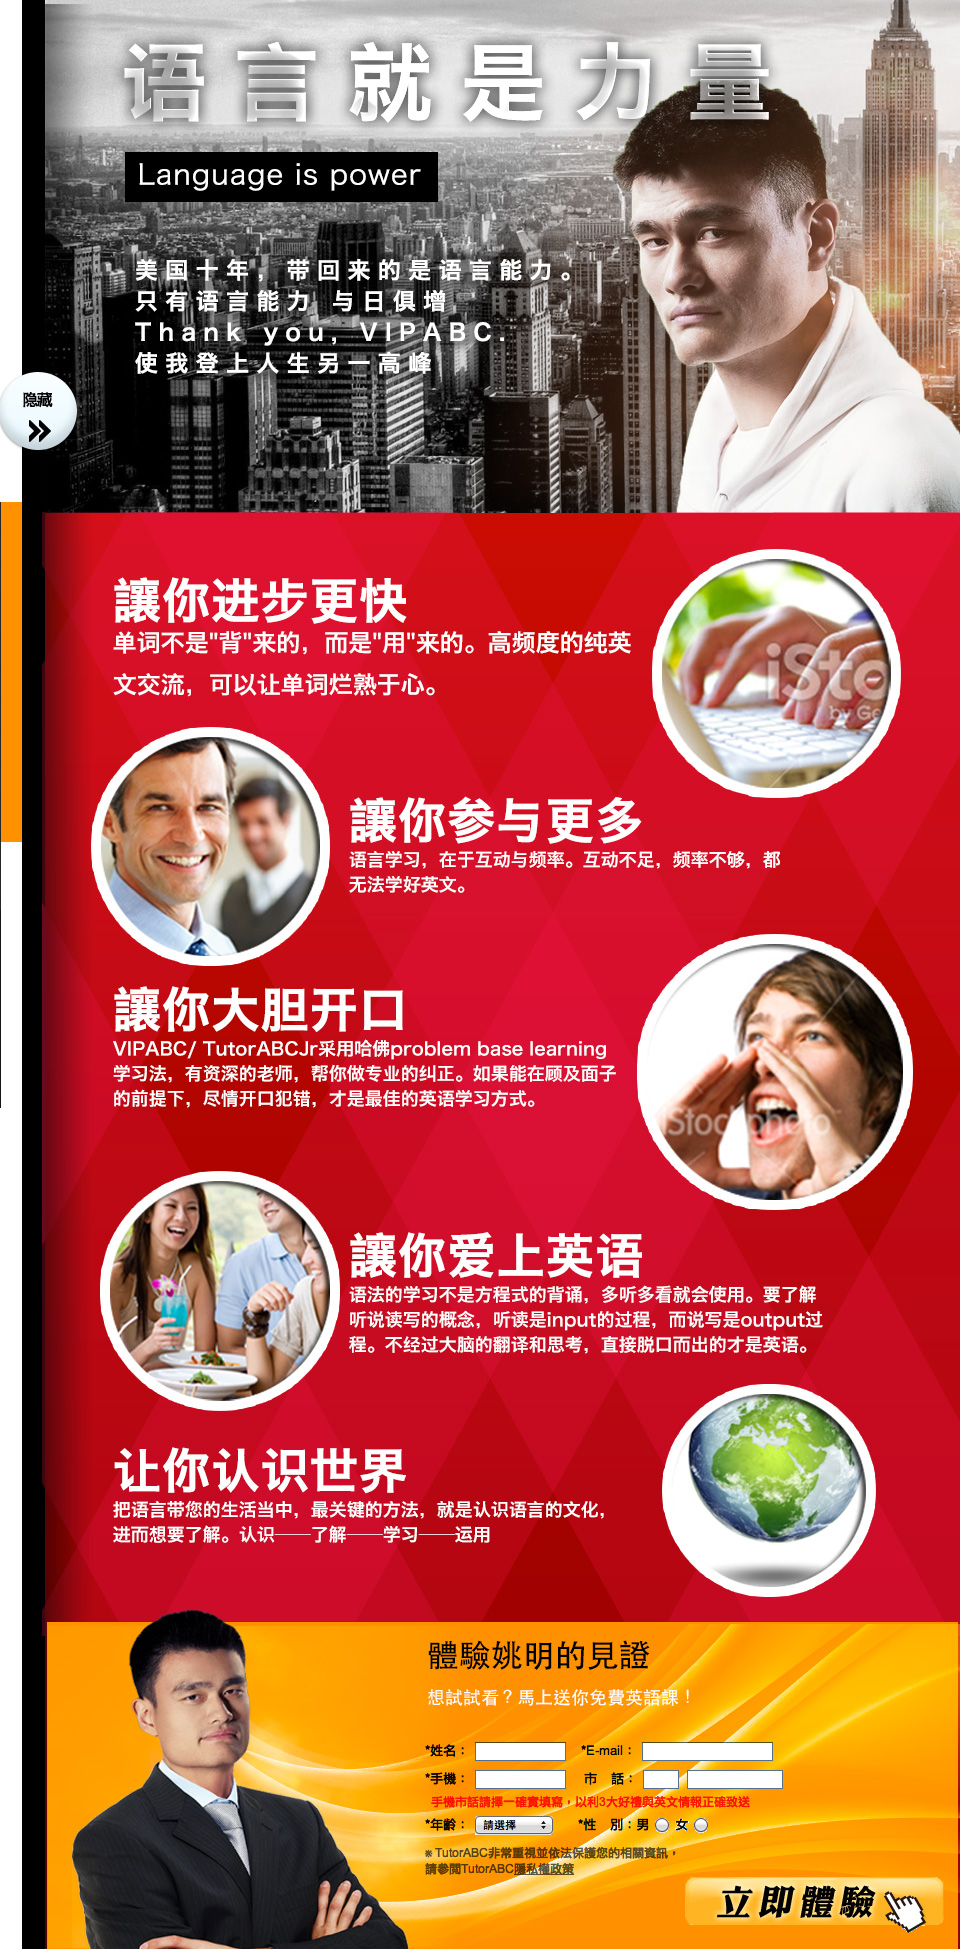 语言就是力量
Language is power
美国十年，带回来的是语言能力。
只有语言能力 与日俱增
Thank you, VIPABC.
使我登上人生另一高峰
隐藏
讓你进步更快
单词不是"背"来的，而是"用"来的。高频度的纯英
文交流，可以让单词烂熟于心。
iSto
by Ge
讓你参与更多
语言学习，在于互动与频率。互动不足，频率不够，都
无法学好英文。
讓你大胆开口
VIPABC/ TutorABCJr采用哈佛problem base learning
学习法，有资深的老师，帮你做专业的纠正。如果能在顾及面子
的前提下，尽情开口犯错，才是最佳的英语学习方式。
iStockphoto
讓你爱上英语
语法的学习不是方程式的背诵，多听多看就会使用。要了解
听说读写的概念，听读是input的过程，而说写是output过
程。不经过大脑的翻译和思考，直接脱口而出的才是英语。
让你认识世界
把语言带您的生活当中，最关键的方法，就是认识语言的文化，
进而想要了解。认识——了解——学习——运用
體驗姚明的見證
想試試看？馬上送你免費英語課！
*姓名： *E-mail：
*手機： 市 話：
手機市話請擇一確實填寫，以利3大好禮與英文情報正確致送
*年齡： 請選擇 *性 別：男 女
※ TutorABC非常重視並依法保護您的相關資訊，
請參閱TutorABC隱私權政策
立即體驗